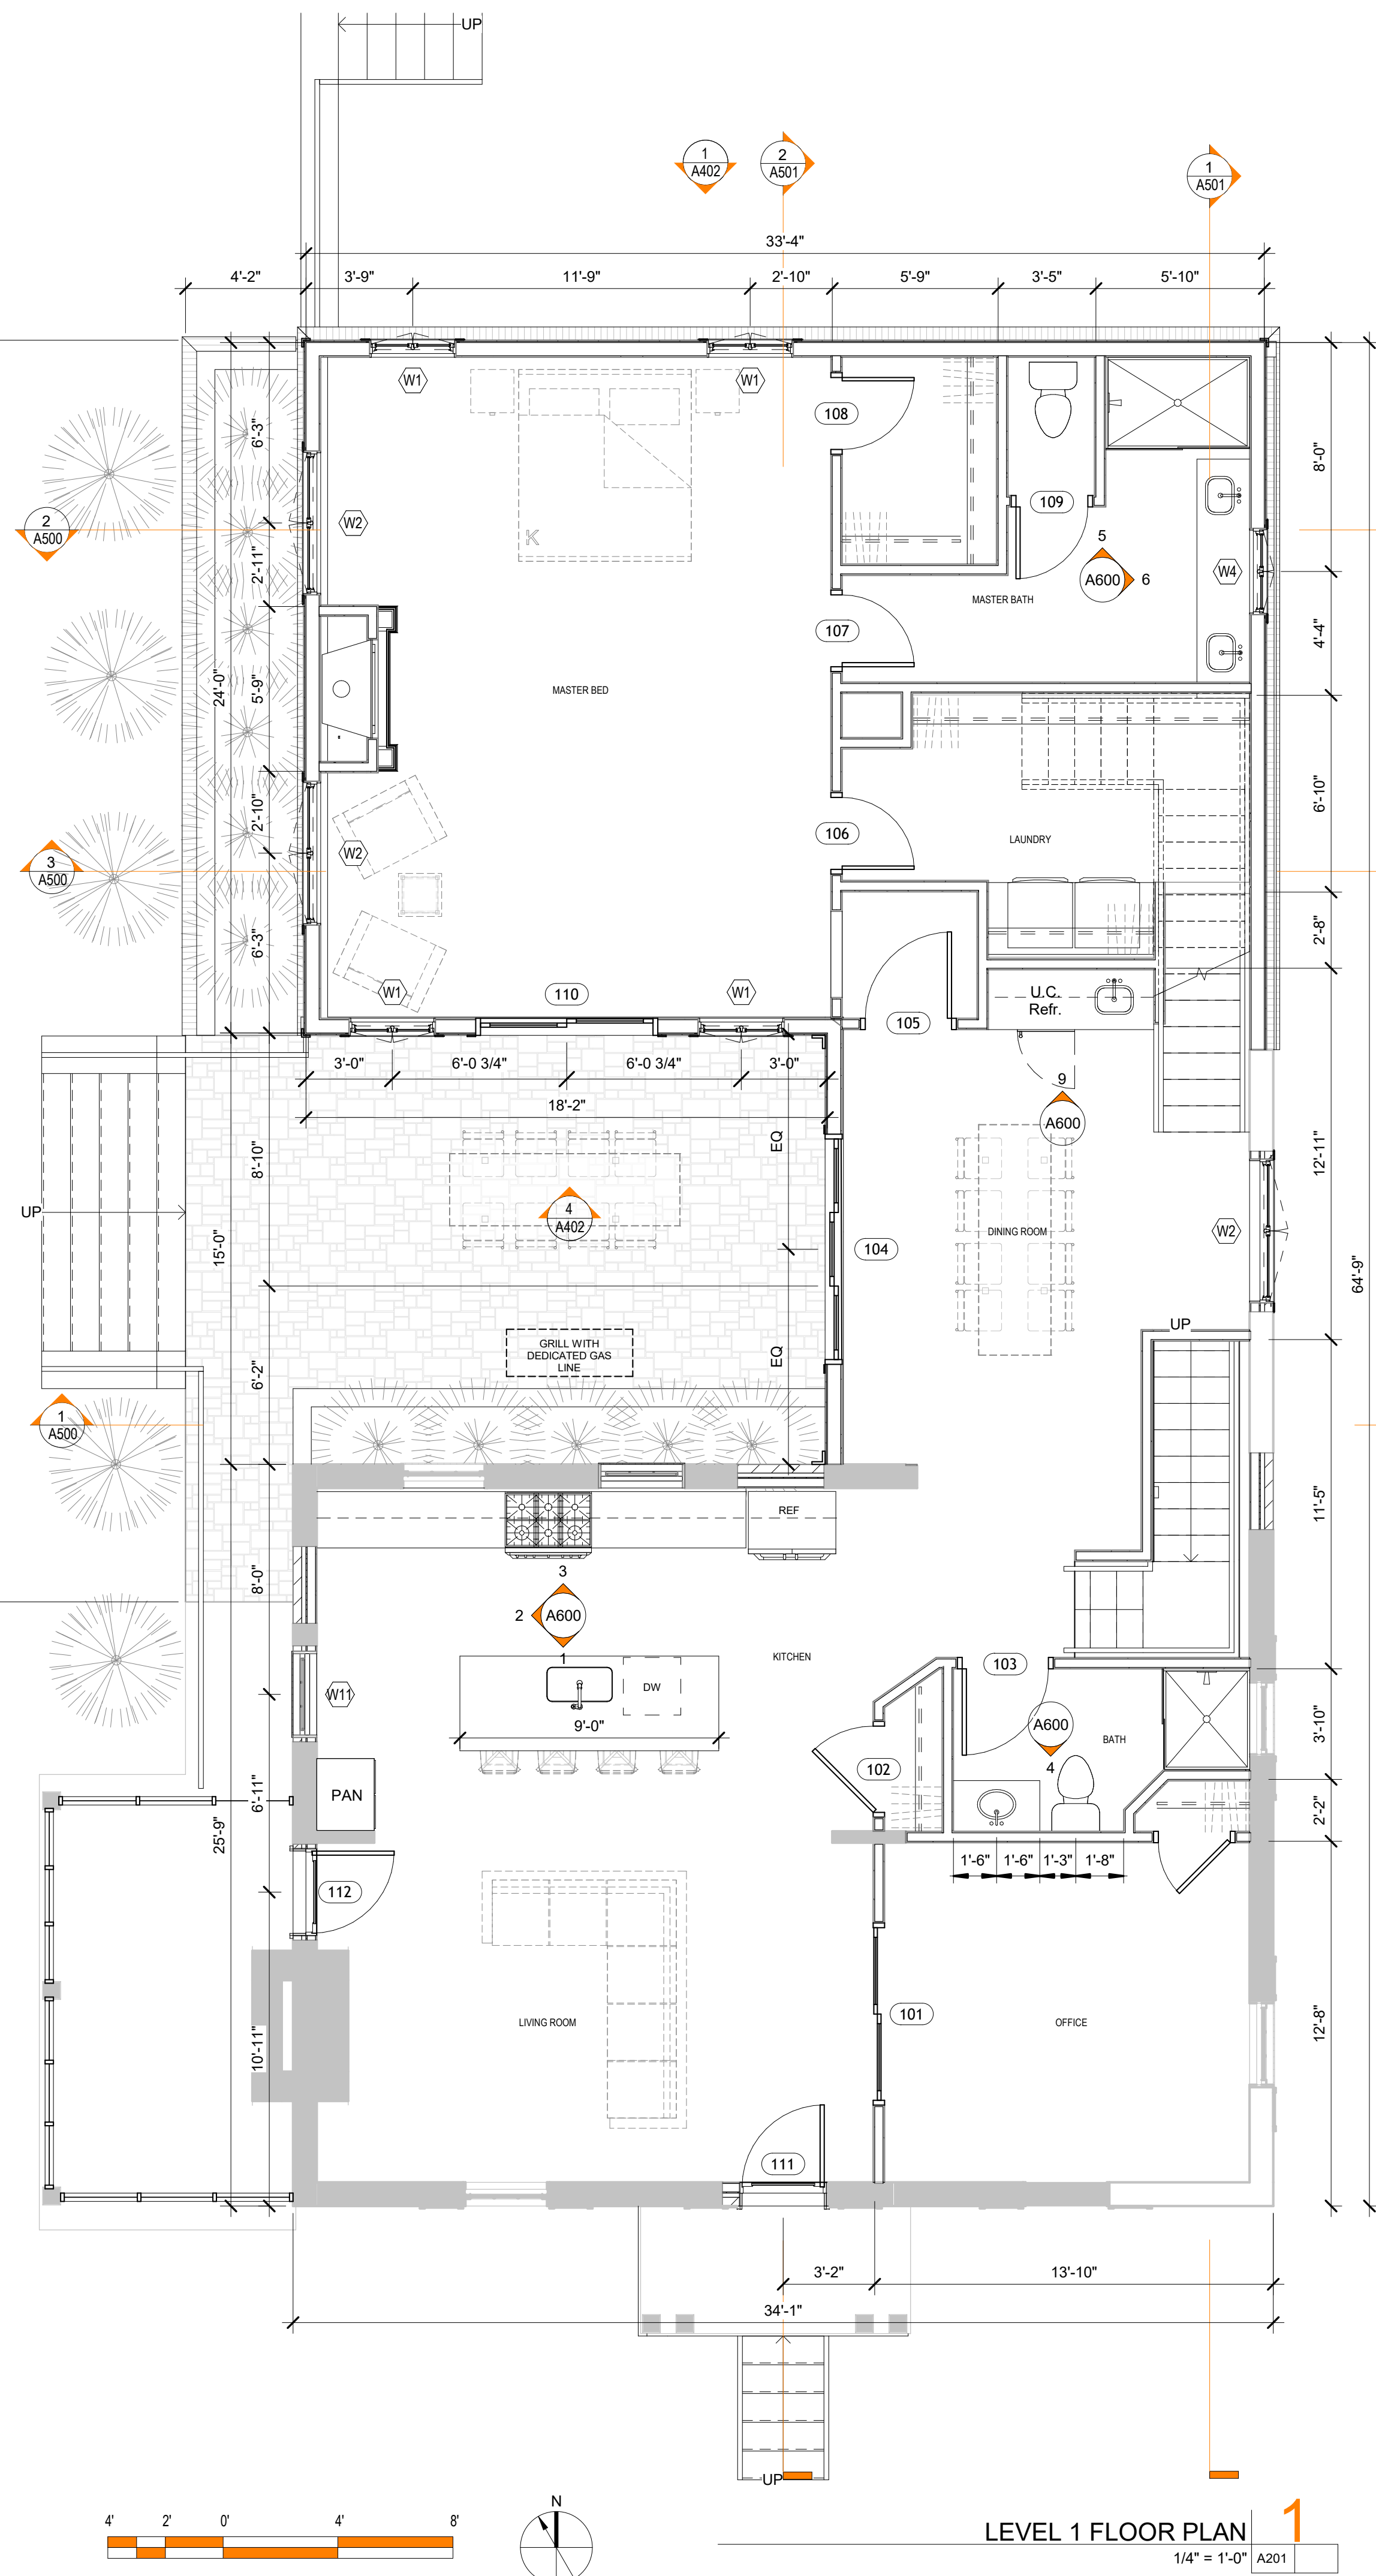 UP
1
A402
2
A501
1
A501
33'-4"
4'-2"
3'-9"
11'-9"
2'-10"
5'-9"
3'-5"
5'-10"
W1
W1
108
6'-3"
8'-0"
109
2
A500
W2
K
2'-11"
5
A600
6
W4
MASTER BATH
107
4'-4"
24'-0"
5'-9"
MASTER BED
2'-10"
6'-10"
106
LAUNDRY
3
A500
W2
6'-3"
2'-8"
W1
110
W1
U.C.
Refr.
105
3'-0"
6'-0 3/4"
6'-0 3/4"
3'-0"
9
A600
18'-2"
EQ
8'-10"
12'-11"
UP
4
A402
15'-0"
104
DINING ROOM
W2
64'-9"
UP
GRILL WITH
DEDICATED GAS
LINE
EQ
6'-2"
1
A500
11'-5"
REF
8'-0"
3
2
A600
1
KITCHEN
103
DW
W11
9'-0"
A600
4
BATH
3'-10"
102
PAN
6'-11"
25'-9"
2'-2"
1'-6"
1'-6"
1'-3"
1'-8"
112
101
LIVING ROOM
OFFICE
10'-11"
12'-8"
111
3'-2"
13'-10"
34'-1"
UP
4'
2'
0'
4'
8'
N
LEVEL 1 FLOOR PLAN
1
1/4" = 1'-0"
A201